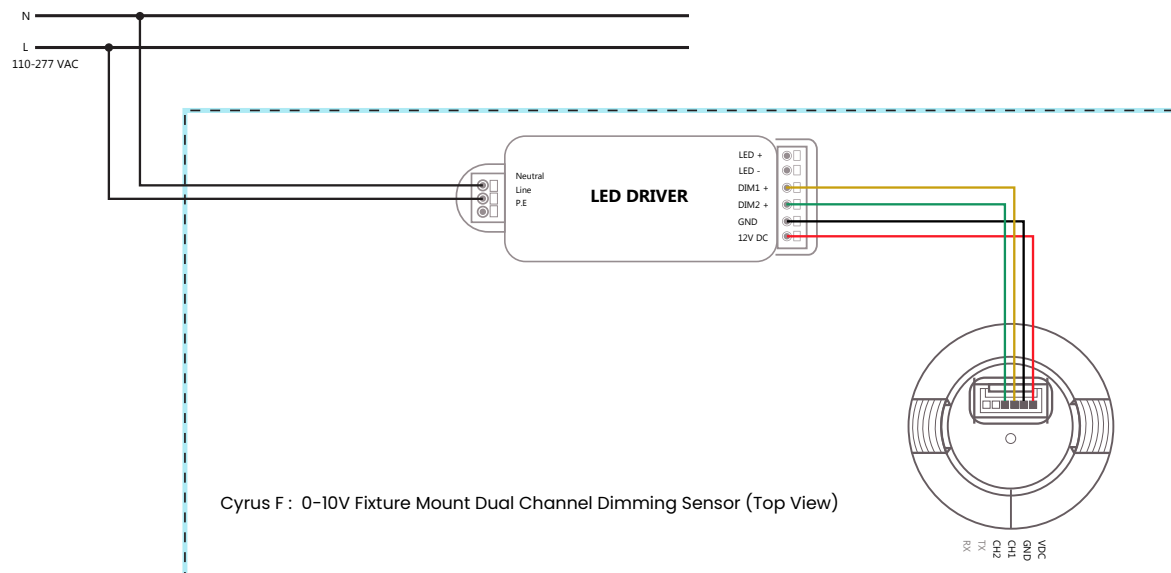 N
L
110-277 VAC
Neutral
Line
P.E
LED DRIVER
LED +
LED -
DIM1 +
DIM2 +
GND
12V DC
Cyrus F : 0-10V Fixture Mount Dual Channel Dimming Sensor (Top View)
RX
TX
CH2
CH1
GND
VDC